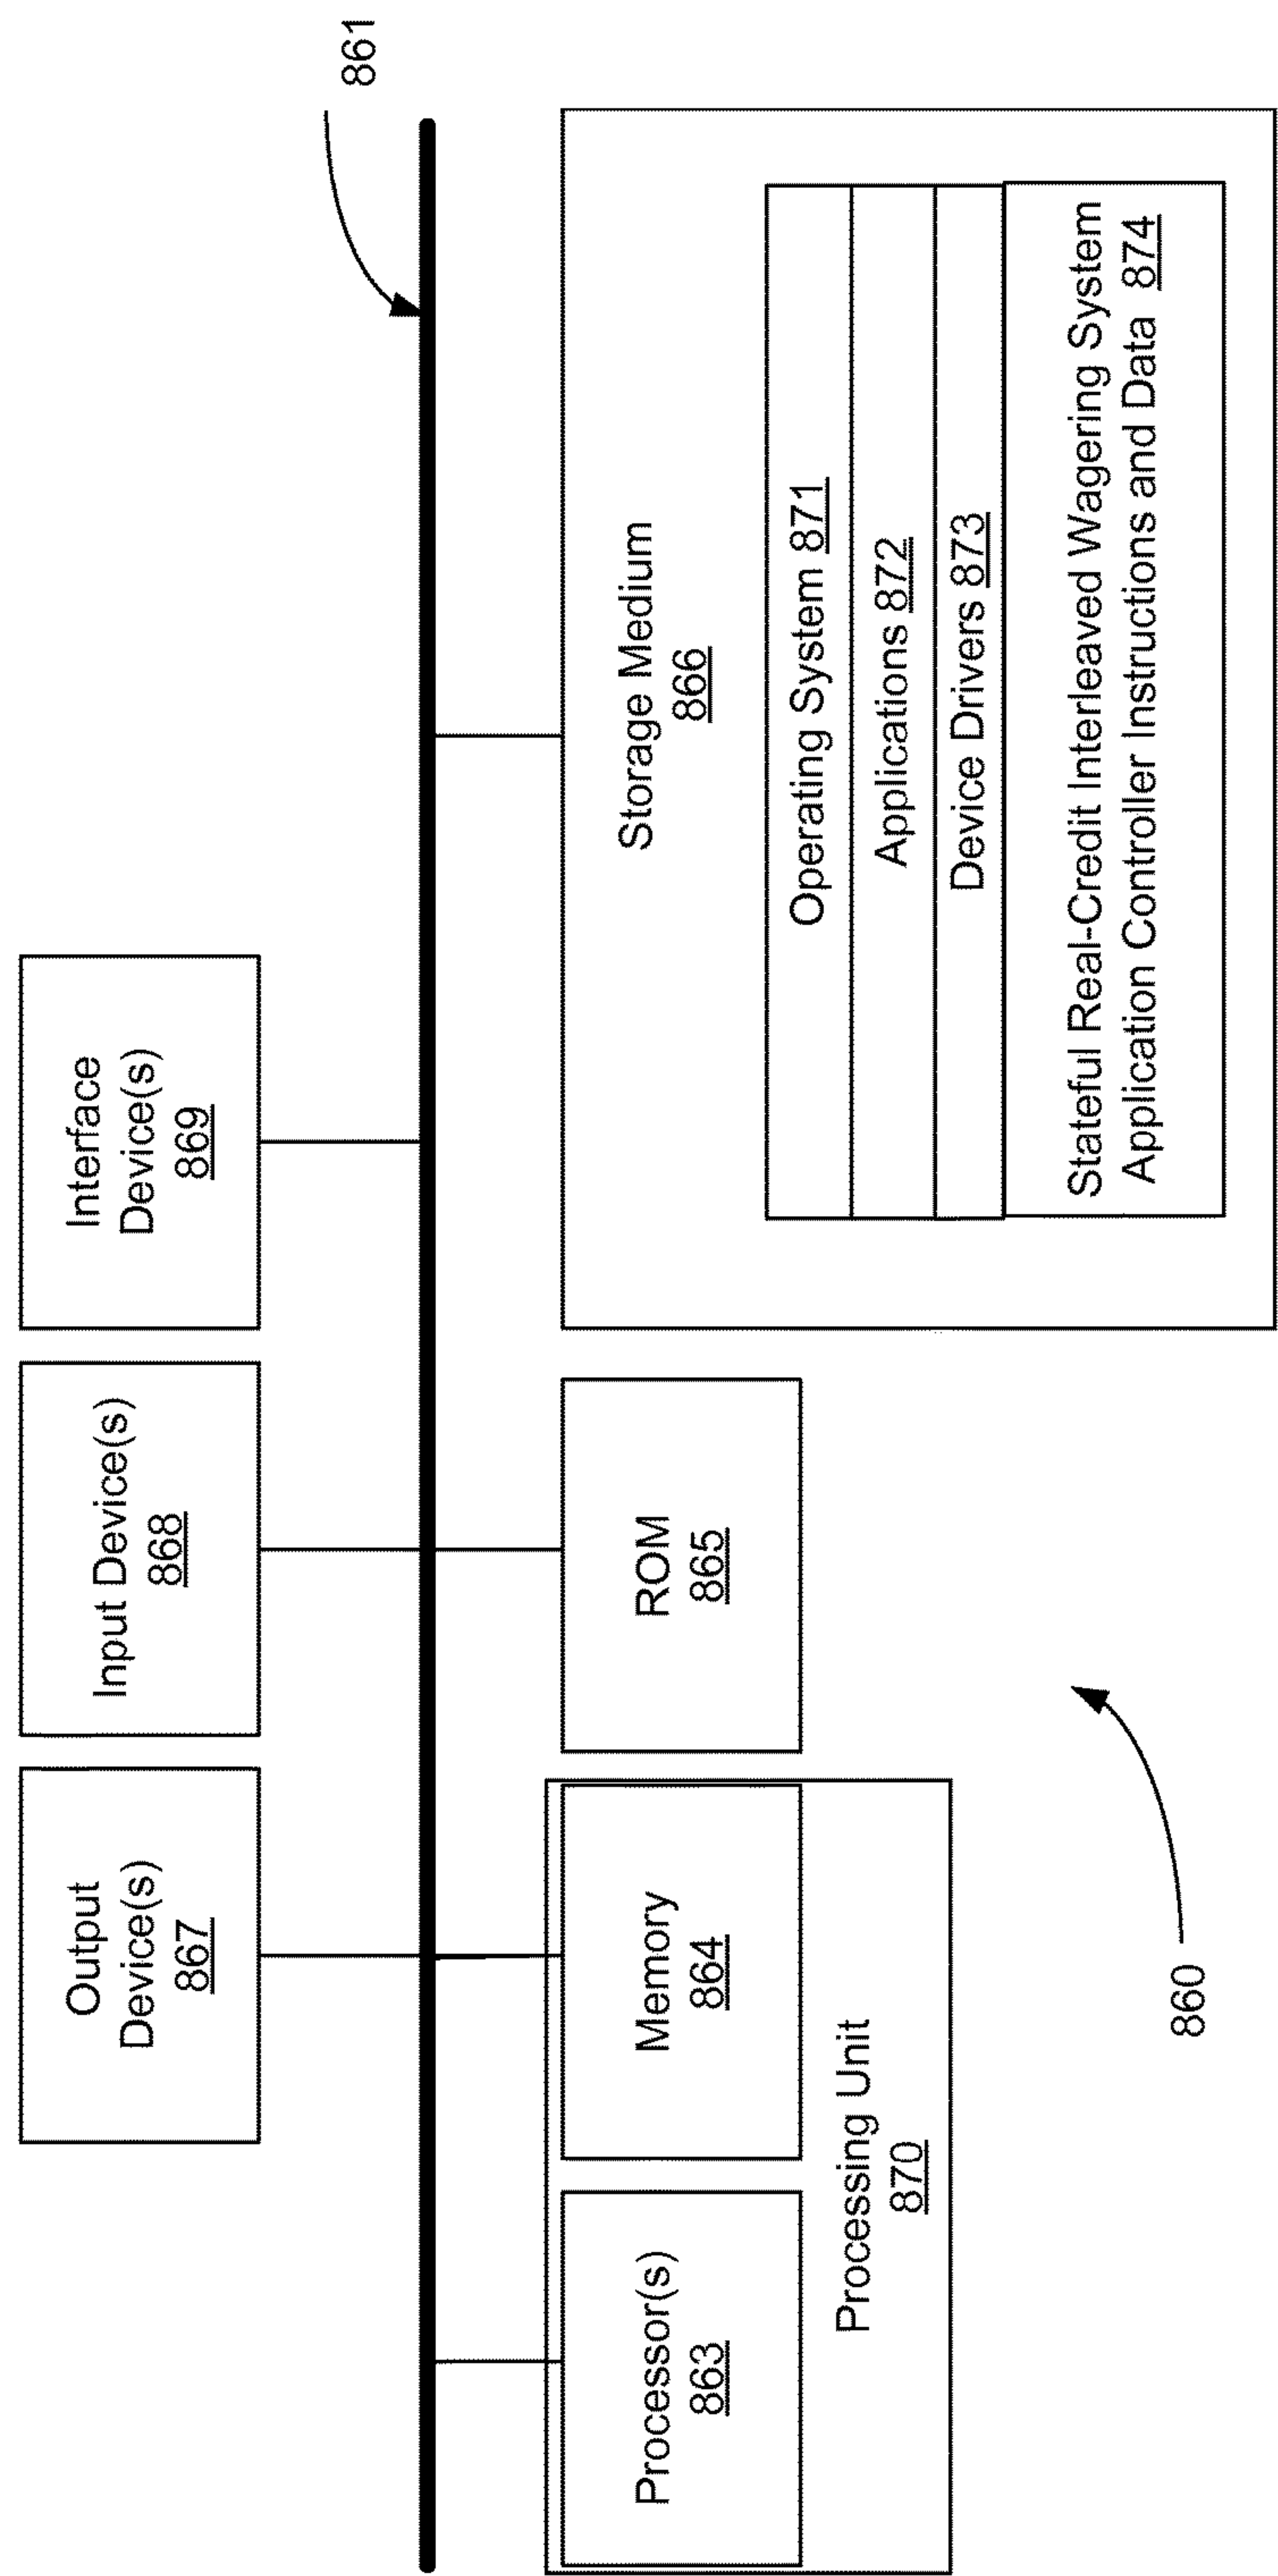 861
Output
Device(s)
867
Input Device(s)
868
Interface
Device(s)
869
Processor(s)
863
Memory
864
Processing Unit
870
ROM
865
Storage Medium
866
Operating System 871
Applications 872
Device Drivers 873
Stateful Real-Credit Interleaved Wagering System
Application Controller Instructions and Data 874
860